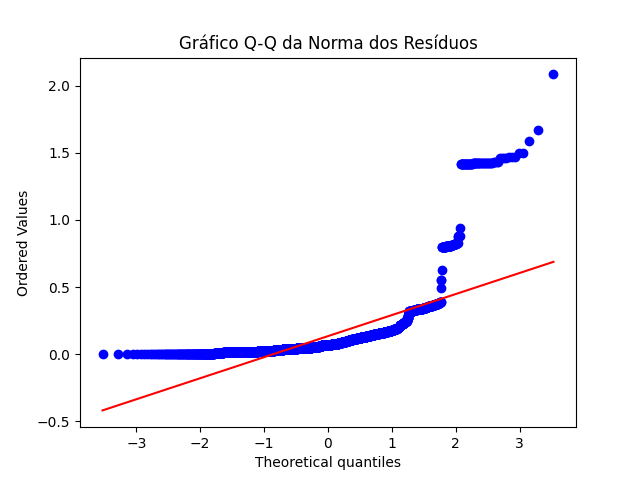 Gráfico Q-Q da Norma dos Resíduos
Ordered Values
2.0
1.5
1.0
0.5
0.0
−0.5
−3 −2 −1 0 1 2 3
Theoretical quantiles